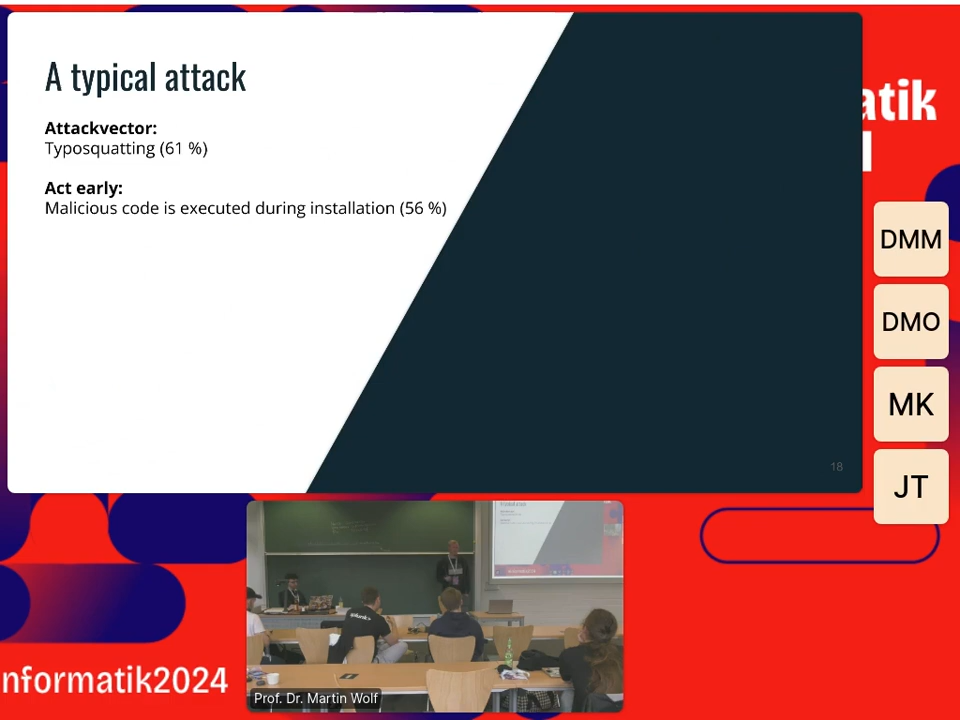 A typical attack
Attackvector:
Typosquatting (61 %)
Act early:
Malicious code is executed during installation (56 %)
18
atik
DMM
DMO
MK
JT
nformatik2024
Prof. Dr. Martin Wolf